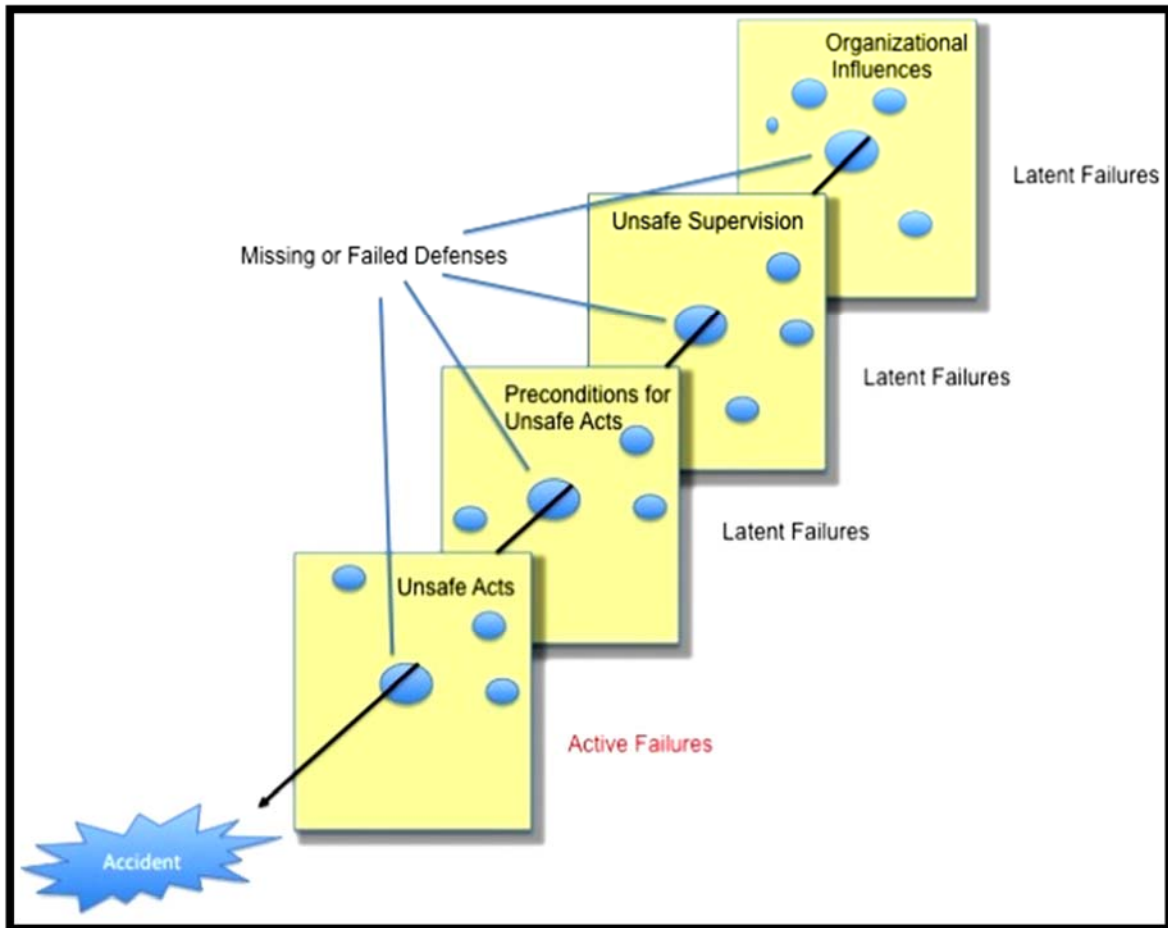 Organizational
Influences
Latent Failures
Unsafe Supervision
Missing or Failed Defenses
Latent Failures
Preconditions for
Unsafe Acts
Latent Failures
Unsafe Acts
Active Failures
Accident